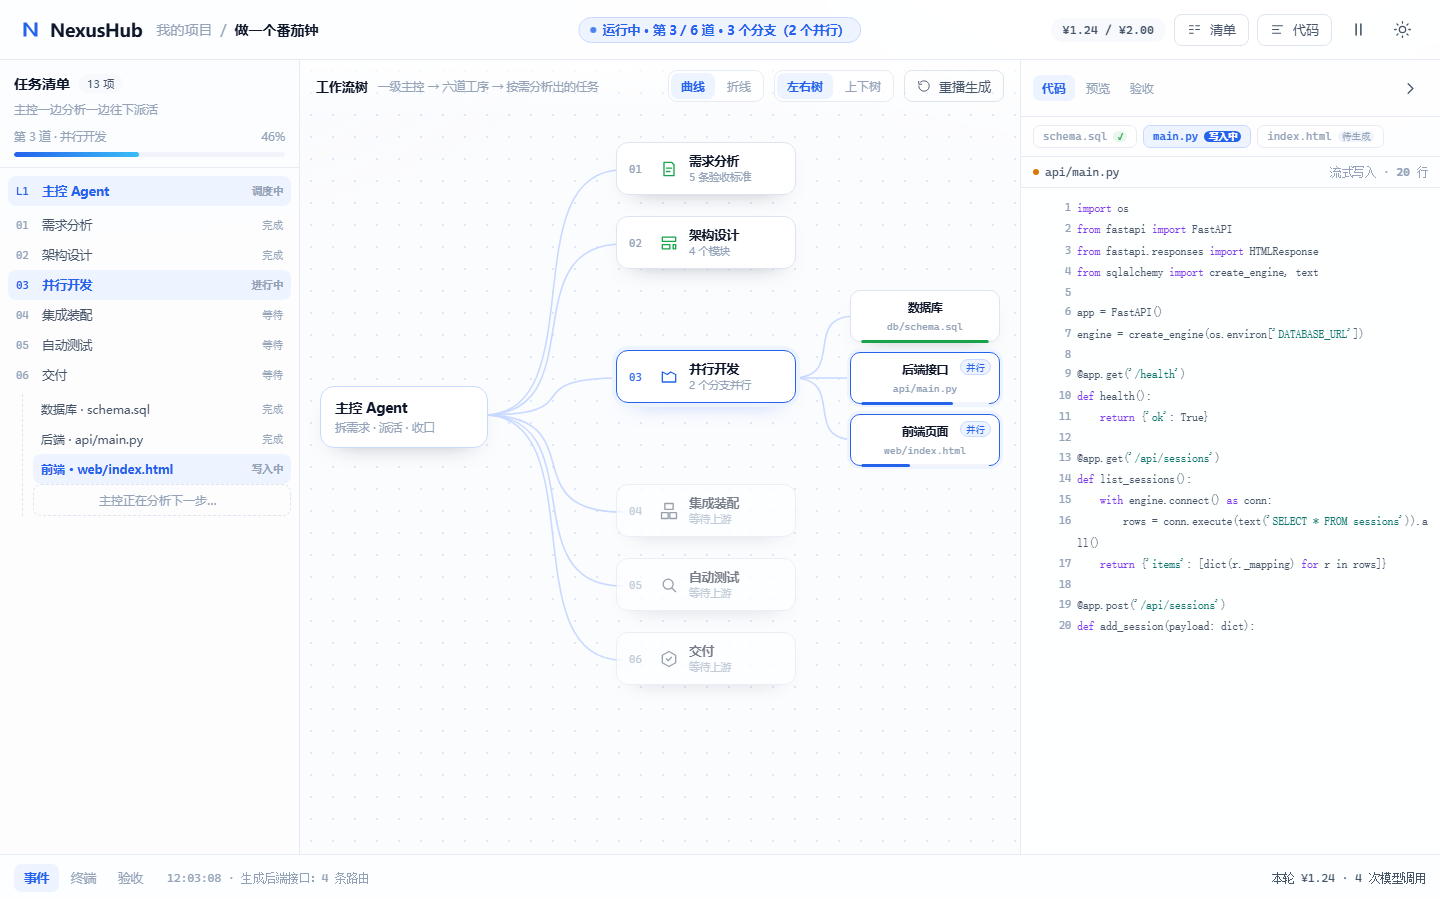 NexusHub 我的项目 / 做一个番茄钟
运行中 • 第 3 / 6 道 • 3 个分支（2 个并行）
¥1.24 / ¥2.00 清单 代码
任务清单 13 项
主控一边分析一边往下派活
第 3 道 · 并行开发 46%
L1 主控 Agent 调度中
01 需求分析 完成
02 架构设计 完成
03 并行开发 进行中
04 集成装配 等待
05 自动测试 等待
06 交付 等待
数据库 · schema.sql 完成
后端 · api/main.py 完成
前端 • web/index.html 写入中
主控正在分析下一步...
工作流树 一级主控 → 六道工序 → 按需分析出的任务
曲线 折线 左右树 上下树 重播生成
主控 Agent
拆需求 · 派活 · 收口
01 需求分析
5 条验收标准
02 架构设计
4 个模块
03 并行开发
2 个分支并行
数据库
db/schema.sql
后端接口 并行
api/main.py
前端页面 并行
web/index.html
04 集成装配
等待上游
05 自动测试
等待上游
06 交付
等待上游
代码 预览 验收
schema.sql ✓ main.py 写入中 index.html 待生成
api/main.py 流式写入 · 20 行
1 import os
2 from fastapi import FastAPI
3 from fastapi.responses import HTMLResponse
4 from sqlalchemy import create_engine, text
5
6 app = FastAPI()
7 engine = create_engine(os.environ["DATABASE_URL"])
8
9 @app.get("/health")
10 def health():
11 return {"ok": True}
12
13 @app.get("/api/sessions")
14 def list_sessions():
15 with engine.connect() as conn:
16 rows = conn.execute(text("SELECT * FROM sessions")).a
ll()
17 return {"items": [dict(r._mapping) for r in rows]}
18
19 @app.post("/api/sessions")
20 def add_session(payload: dict):
事件 终端 验收 12:03:08 · 生成后端接口: 4 条路由
本轮 ¥1.24 · 4 次模型调用